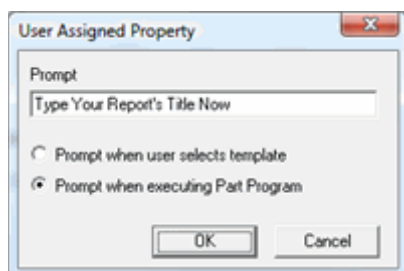 User Assigned Property
Prompt
Type Your Report's Title Now
Prompt when user selects template
Prompt when executing Part Program
OK
Cancel